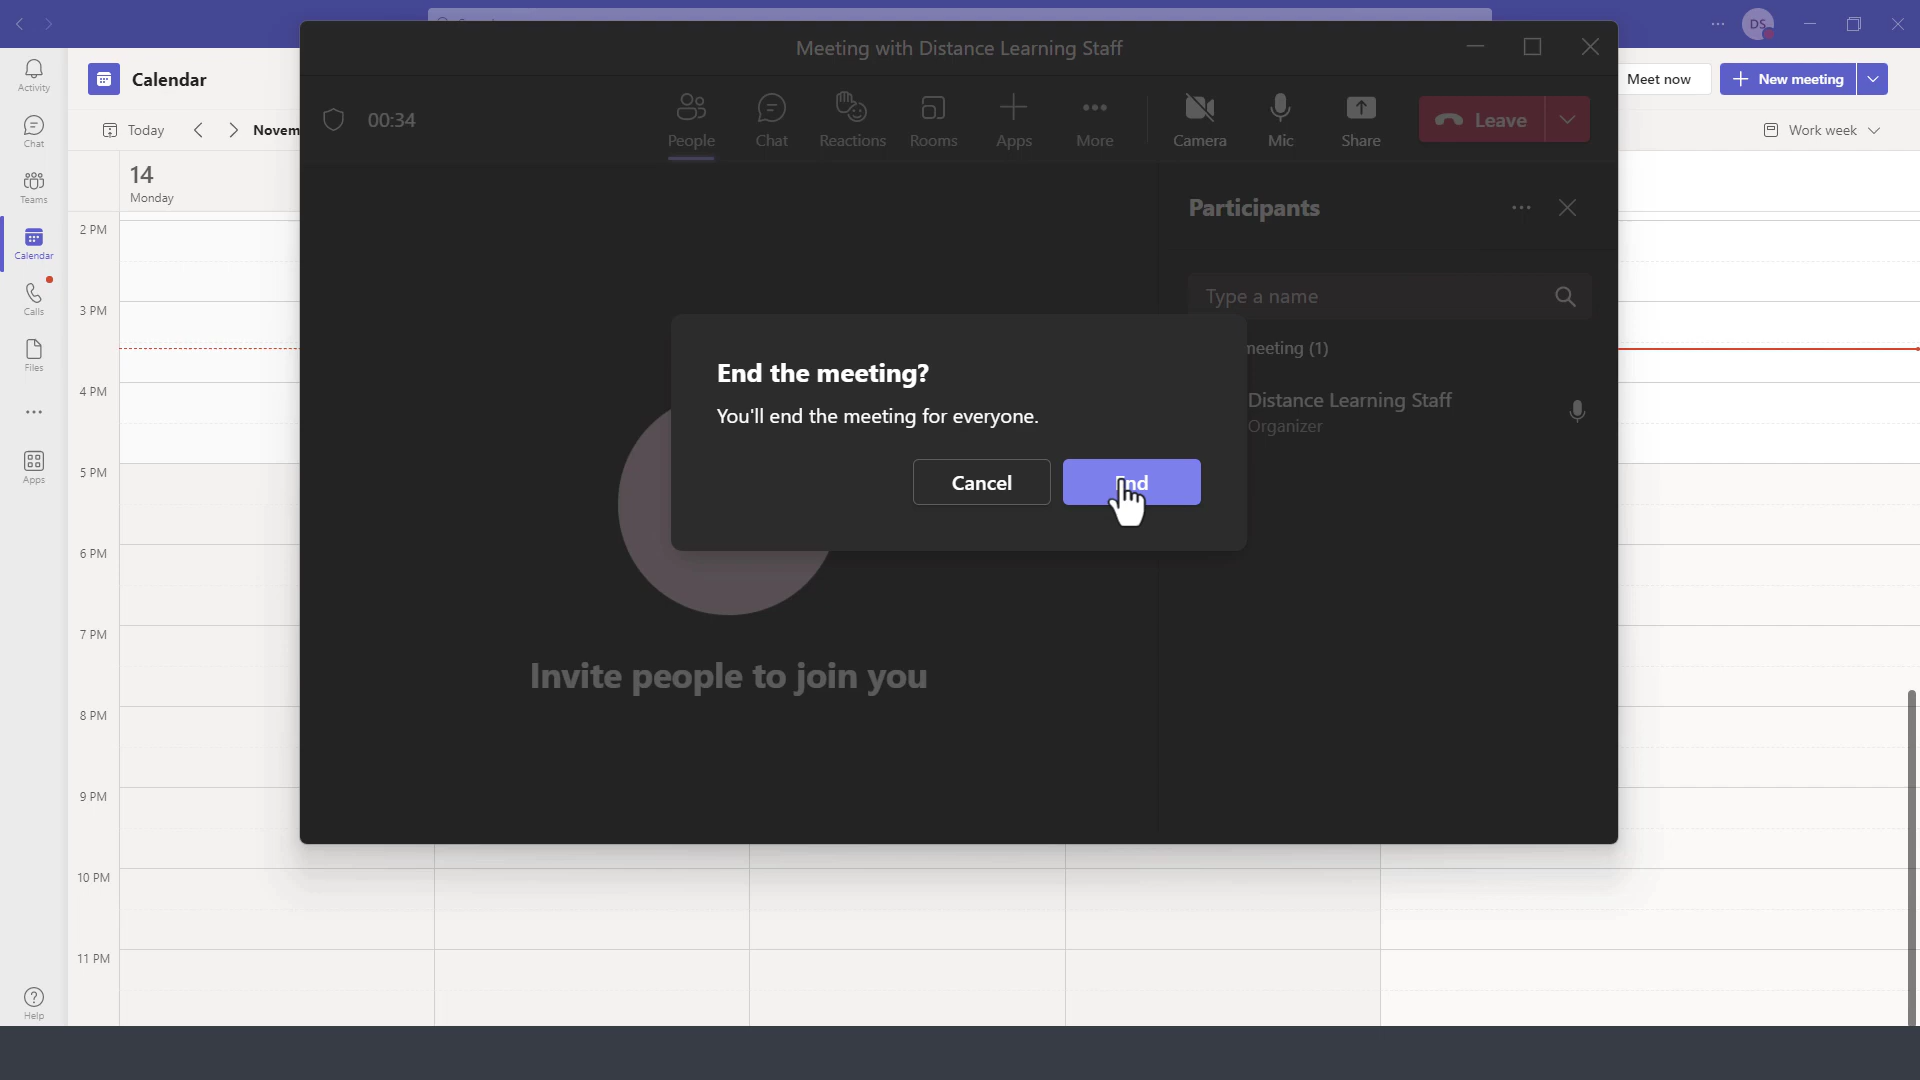 DS
Activity
Chat
Teams
Calendar
Calls
Files
Apps
Help
Calendar
Meet now
New meeting
Today
Novem
Work week
14
Monday
2 PM
3 PM
4 PM
5 PM
6 PM
7 PM
8 PM
9 PM
10 PM
11 PM
Meeting with Distance Learning Staff
00:34
People
Chat
Reactions
Rooms
Apps
More
Camera
Mic
Share
Leave
Participants
Type a name
meeting (1)
Distance Learning Staff
Organizer
End the meeting?
You'll end the meeting for everyone.
Cancel
End
Invite people to join you